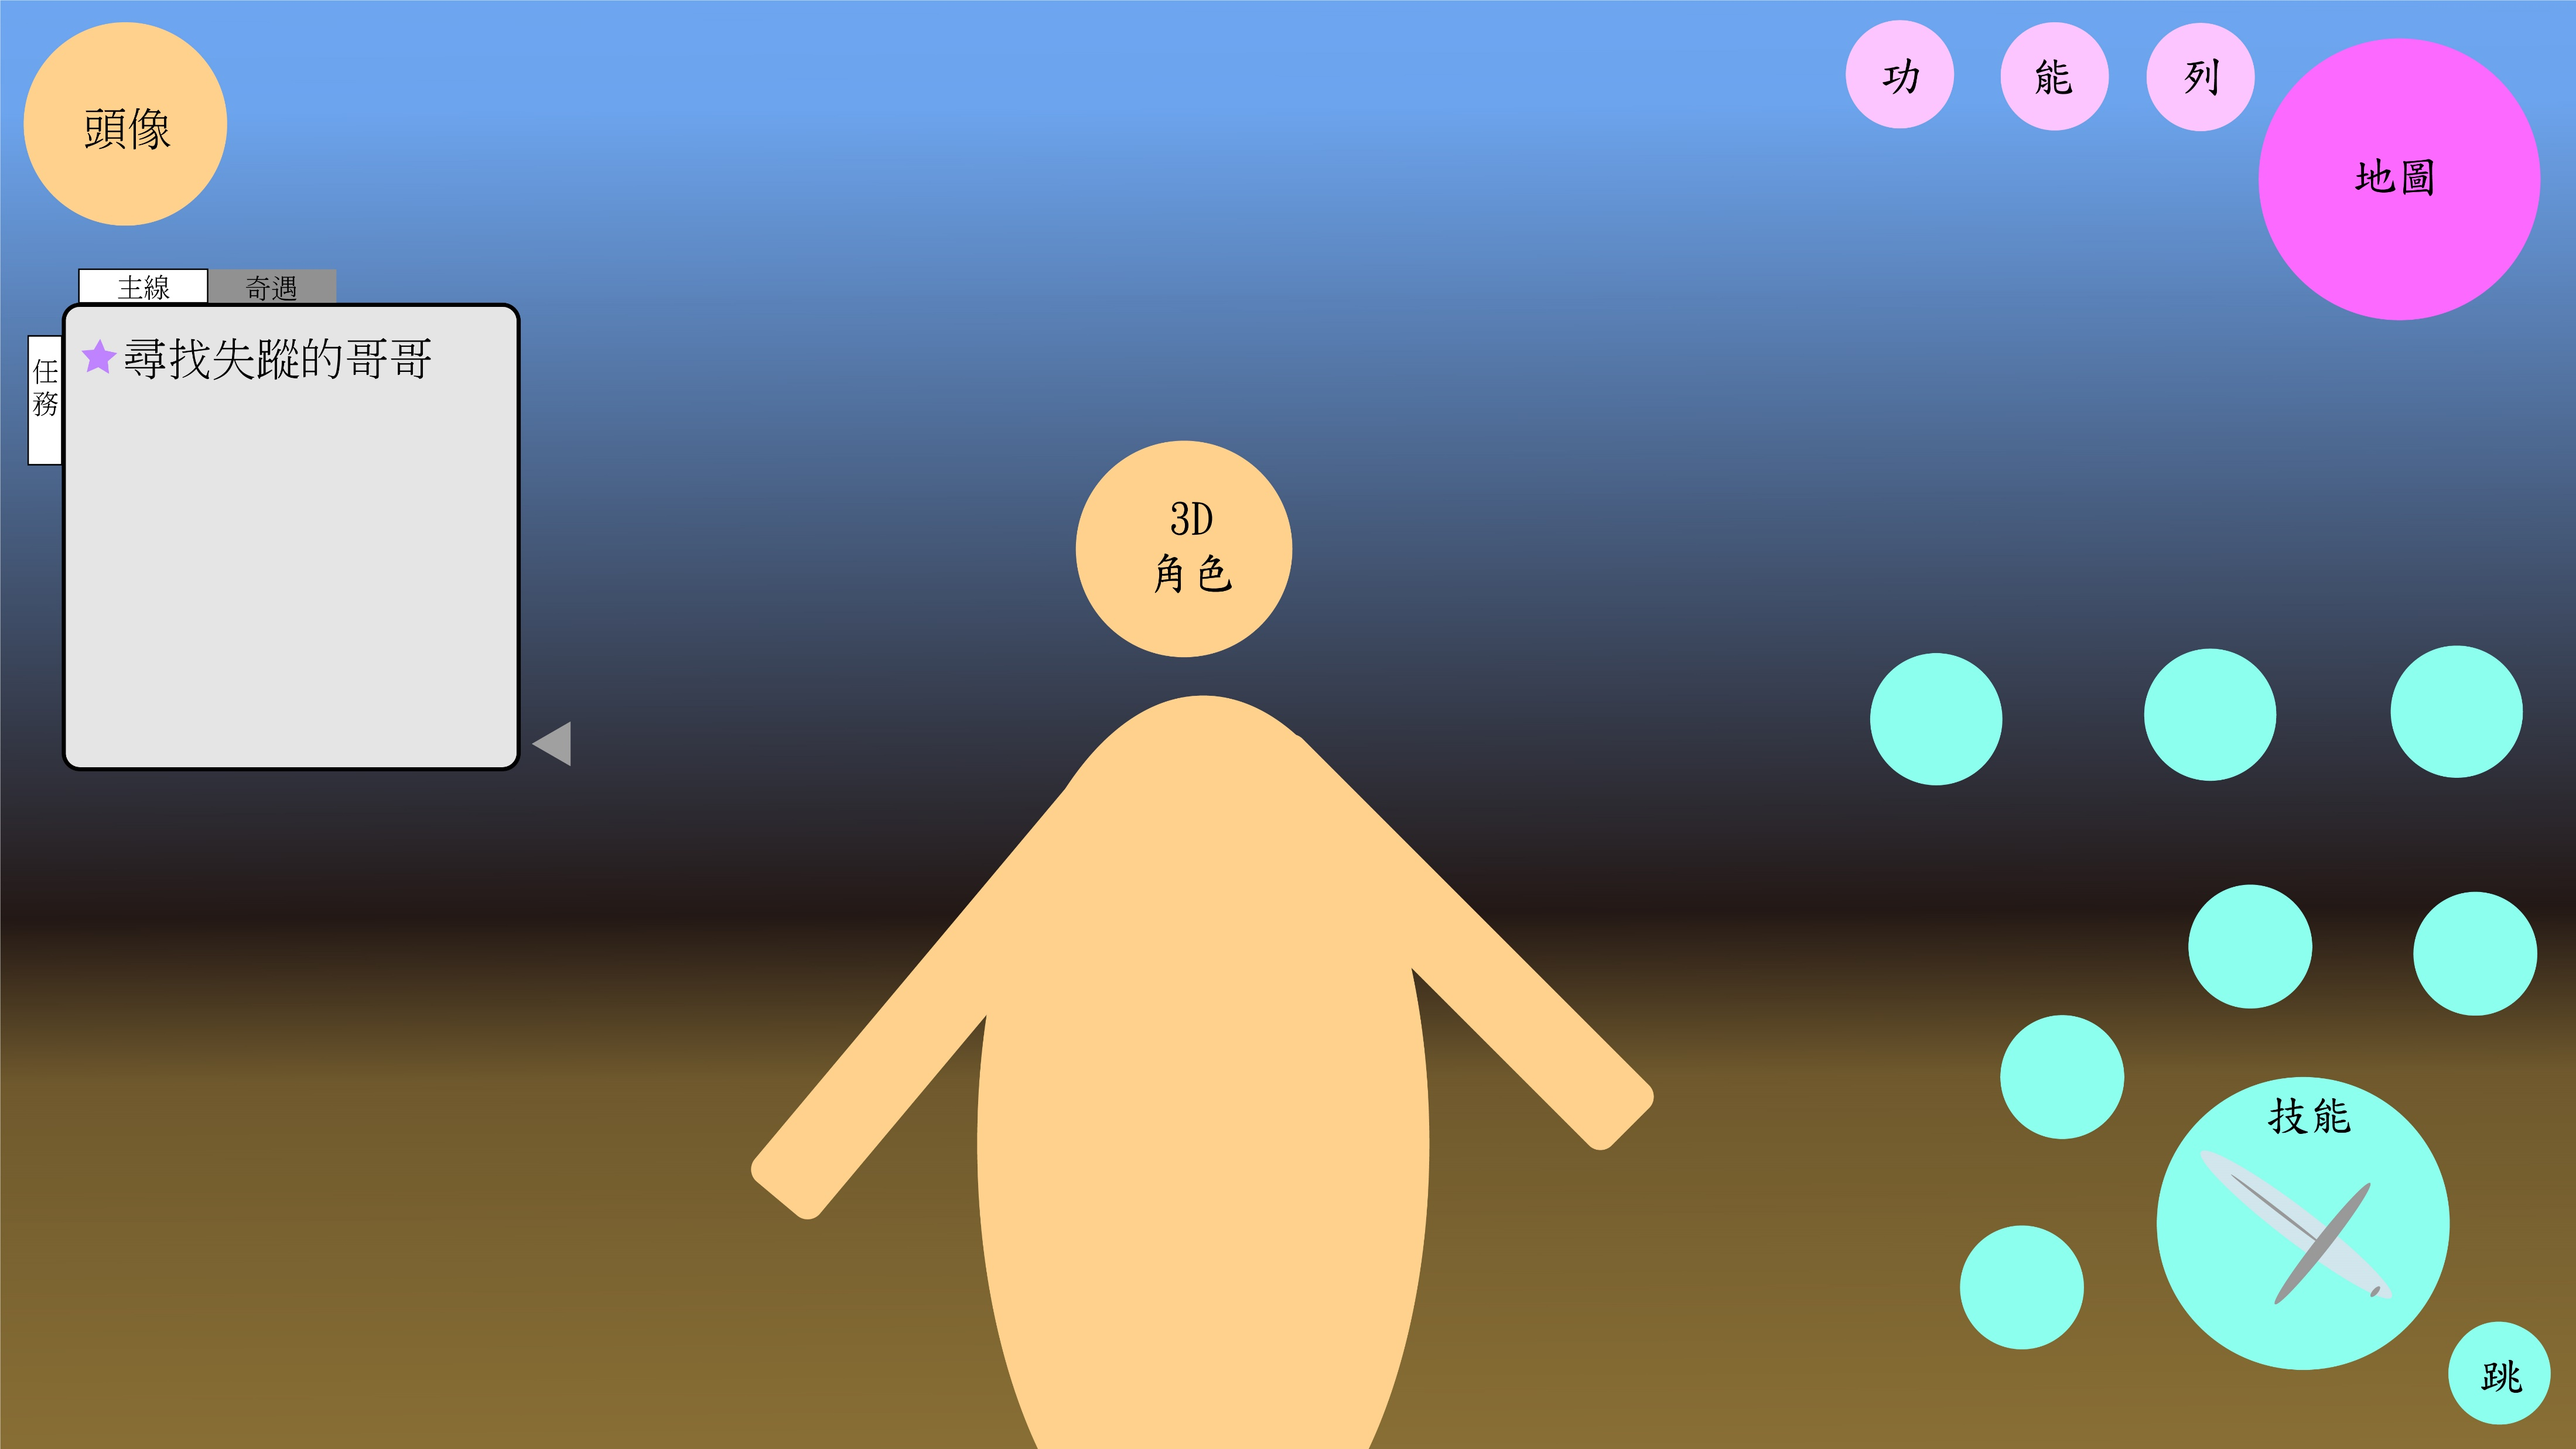 頭像
功
能
列
地圖
主線
奇遇
任務
尋找失蹤的哥哥
3D
角色
技能
跳